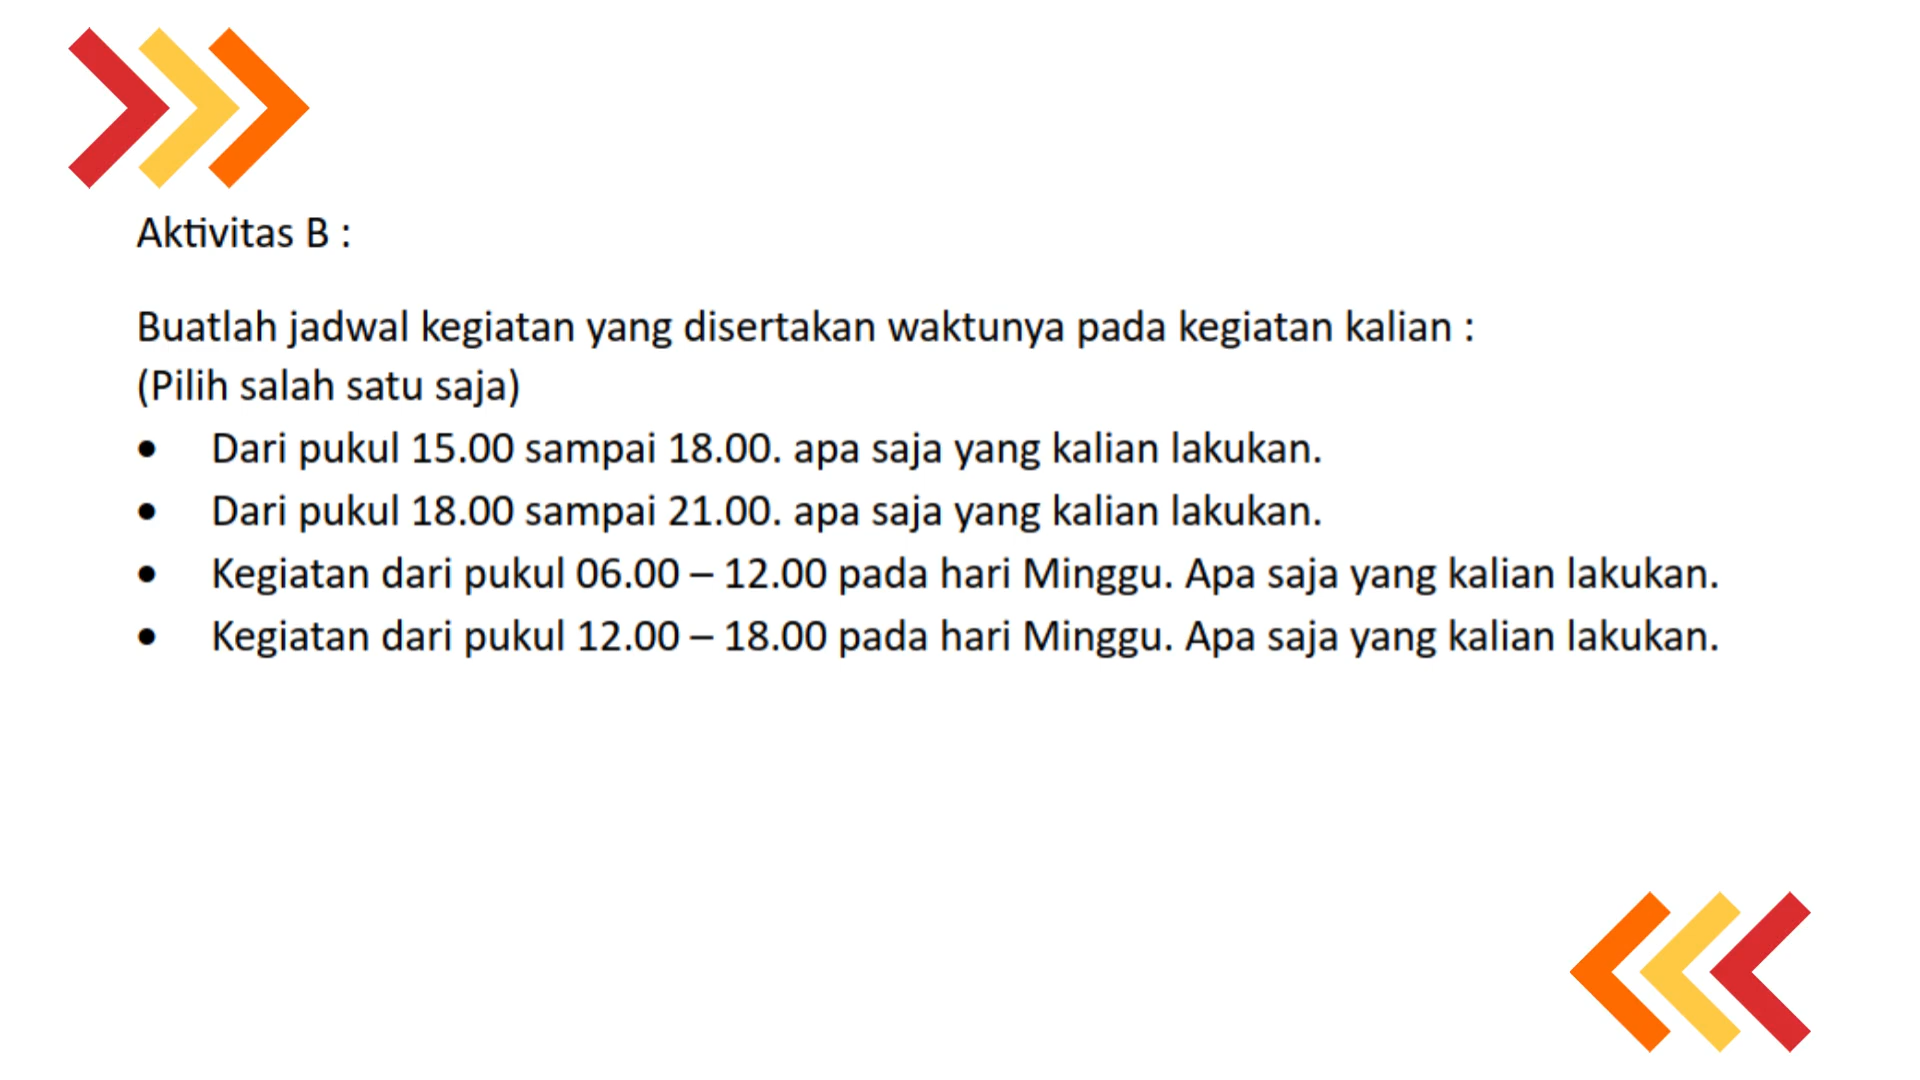 Aktivitas B :
Buatlah jadwal kegiatan yang disertakan waktunya pada kegiatan kalian :
(Pilih salah satu saja)
• Dari pukul 15.00 sampai 18.00. apa saja yang kalian lakukan.
• Dari pukul 18.00 sampai 21.00. apa saja yang kalian lakukan.
• Kegiatan dari pukul 06.00 – 12.00 pada hari Minggu. Apa saja yang kalian lakukan.
• Kegiatan dari pukul 12.00 – 18.00 pada hari Minggu. Apa saja yang kalian lakukan.